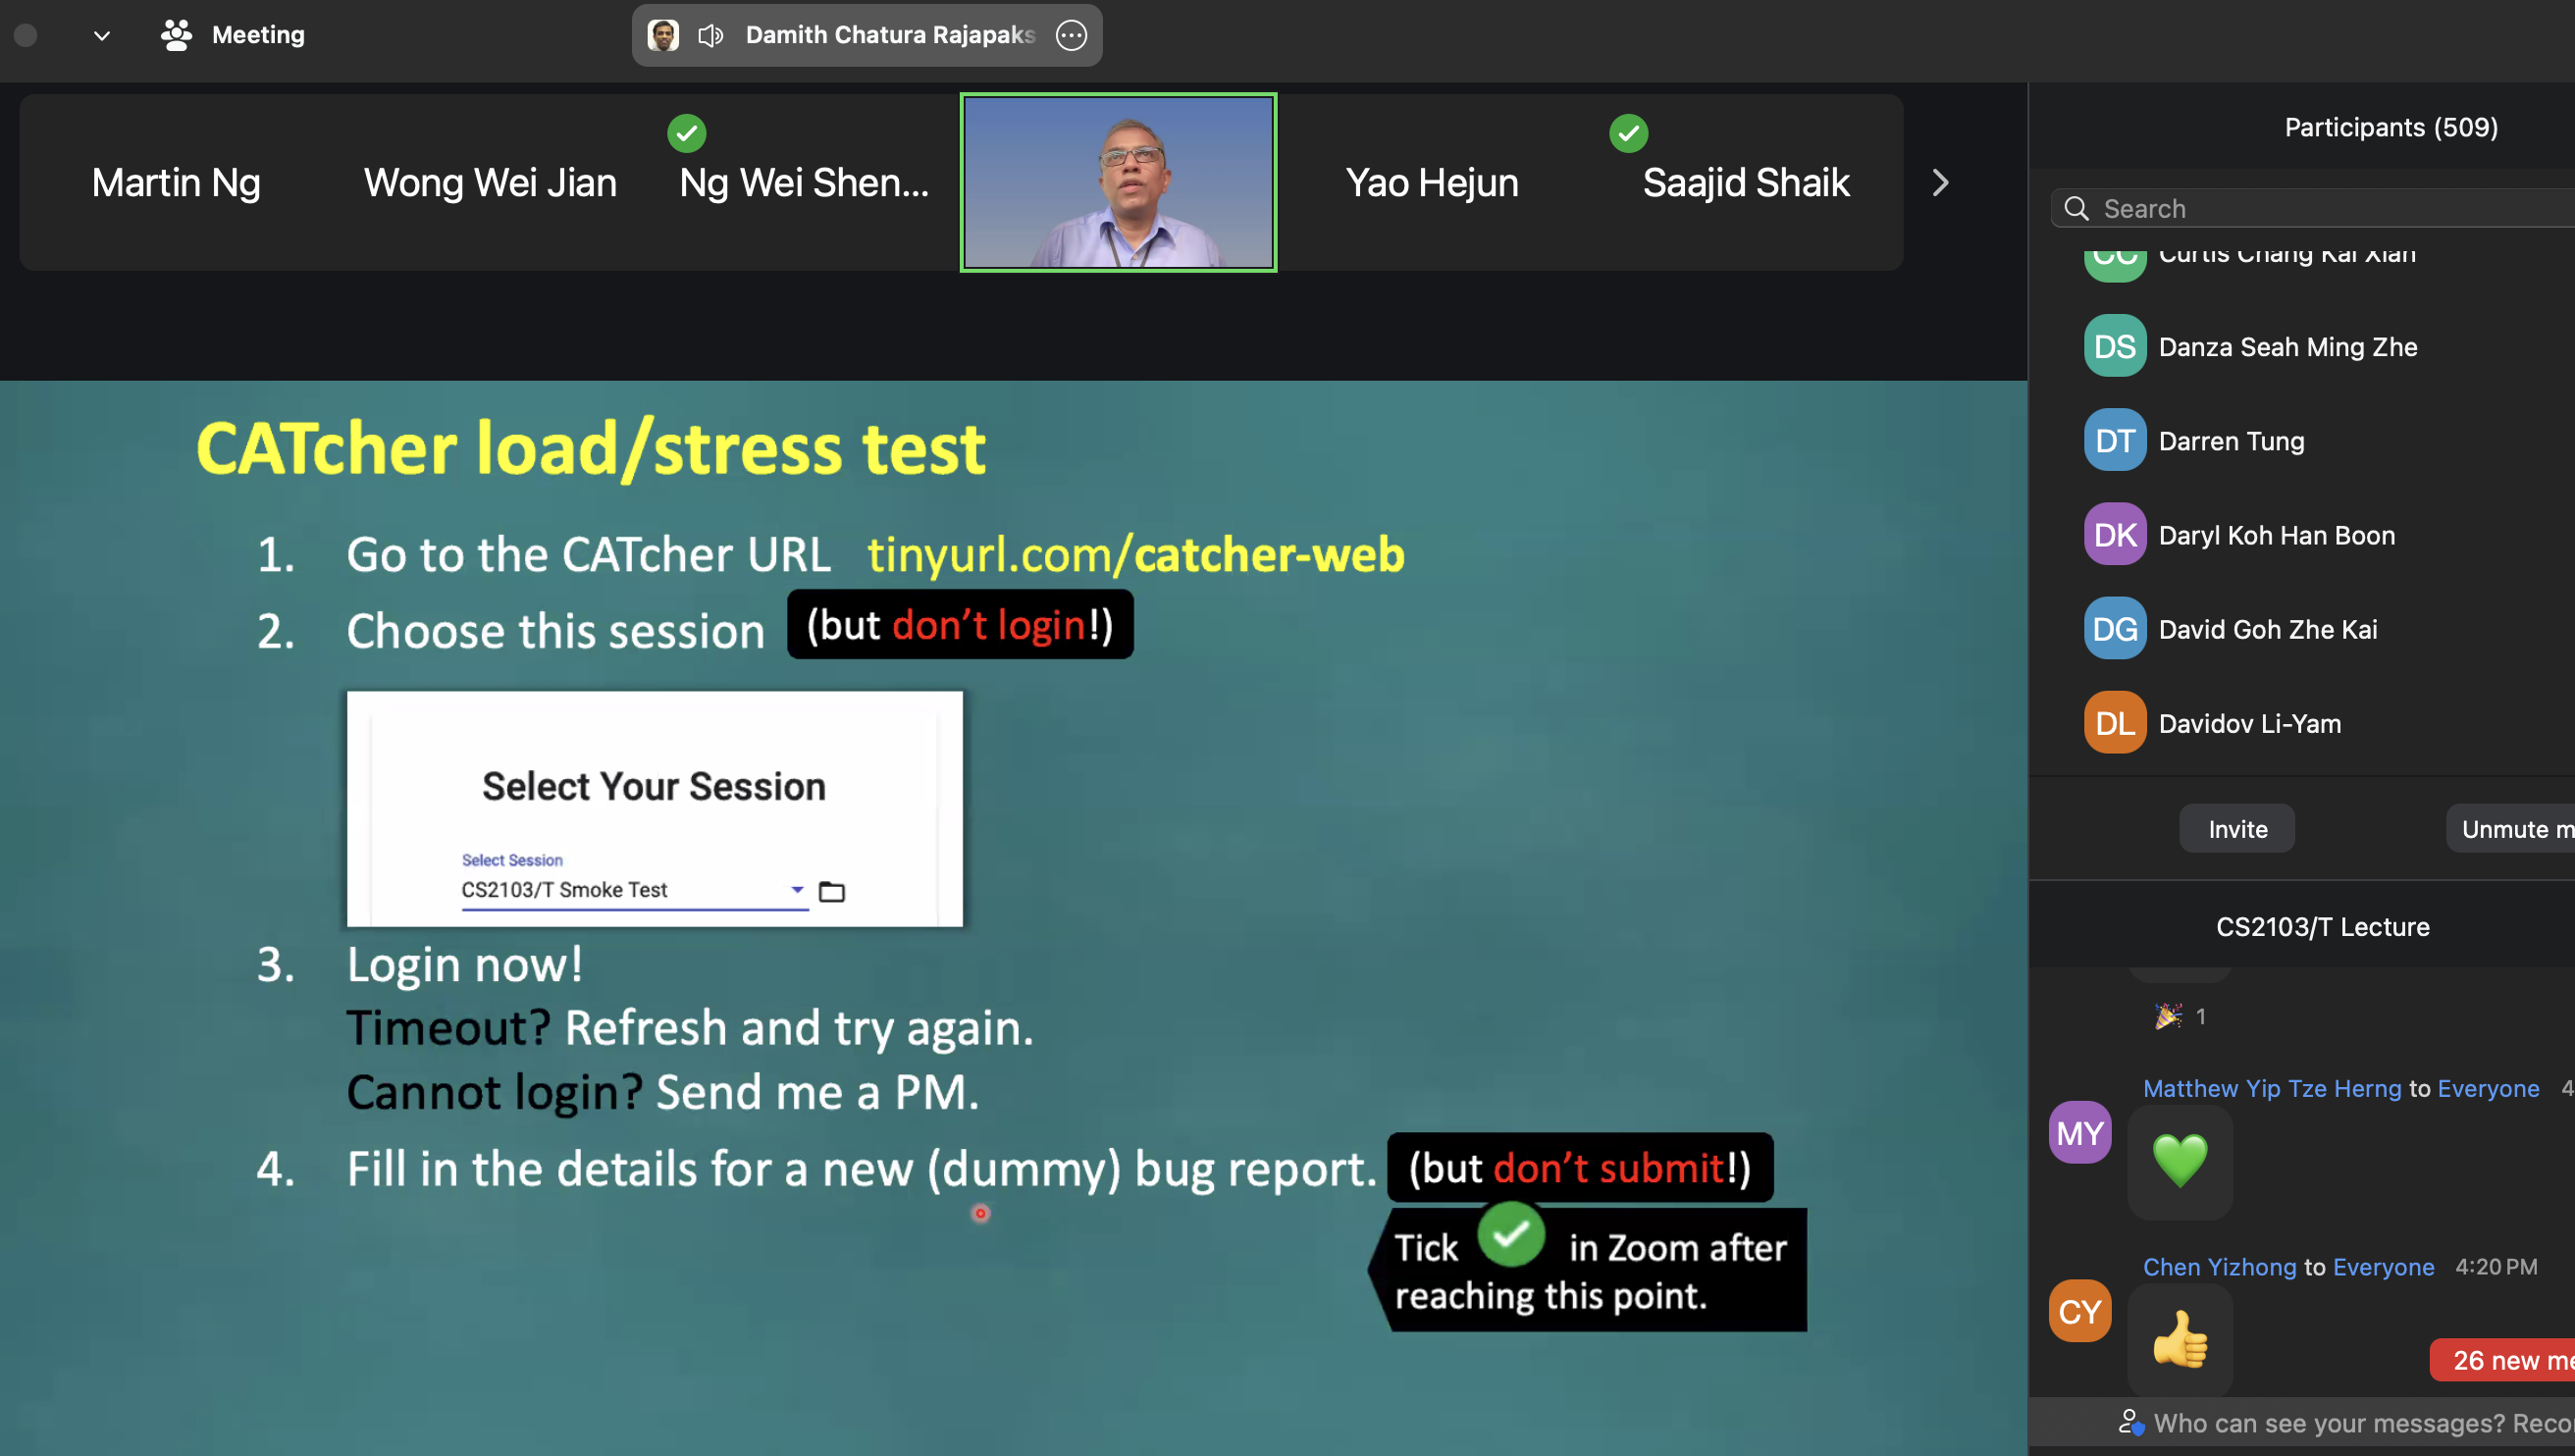 Meeting
Damith Chatura Rajapaks
Martin Ng
Wong Wei Jian
Ng Wei Shen...
Yao Hejun
Saajid Shaik
CATcher load/stress test
1. Go to the CATcher URL tinyurl.com/catcher-web
2. Choose this session (but don't login!)
Select Your Session
Select Session
CS2103/T Smoke Test
3. Login now!
Timeout? Refresh and try again.
Cannot login? Send me a PM.
4. Fill in the details for a new (dummy) bug report. (but don't submit!)
Tick in Zoom after
reaching this point.
Participants (509)
Search
CC Curtis Chang Kai Xian
DS Danza Seah Ming Zhe
DT Darren Tung
DK Daryl Koh Han Boon
DG David Goh Zhe Kai
DL Davidov Li-Yam
Invite
Unmute m
CS2103/T Lecture
1
Matthew Yip Tze Herng to Everyone 4
MY
Chen Yizhong to Everyone 4:20 PM
CY
26 new me
Who can see your messages? Reco